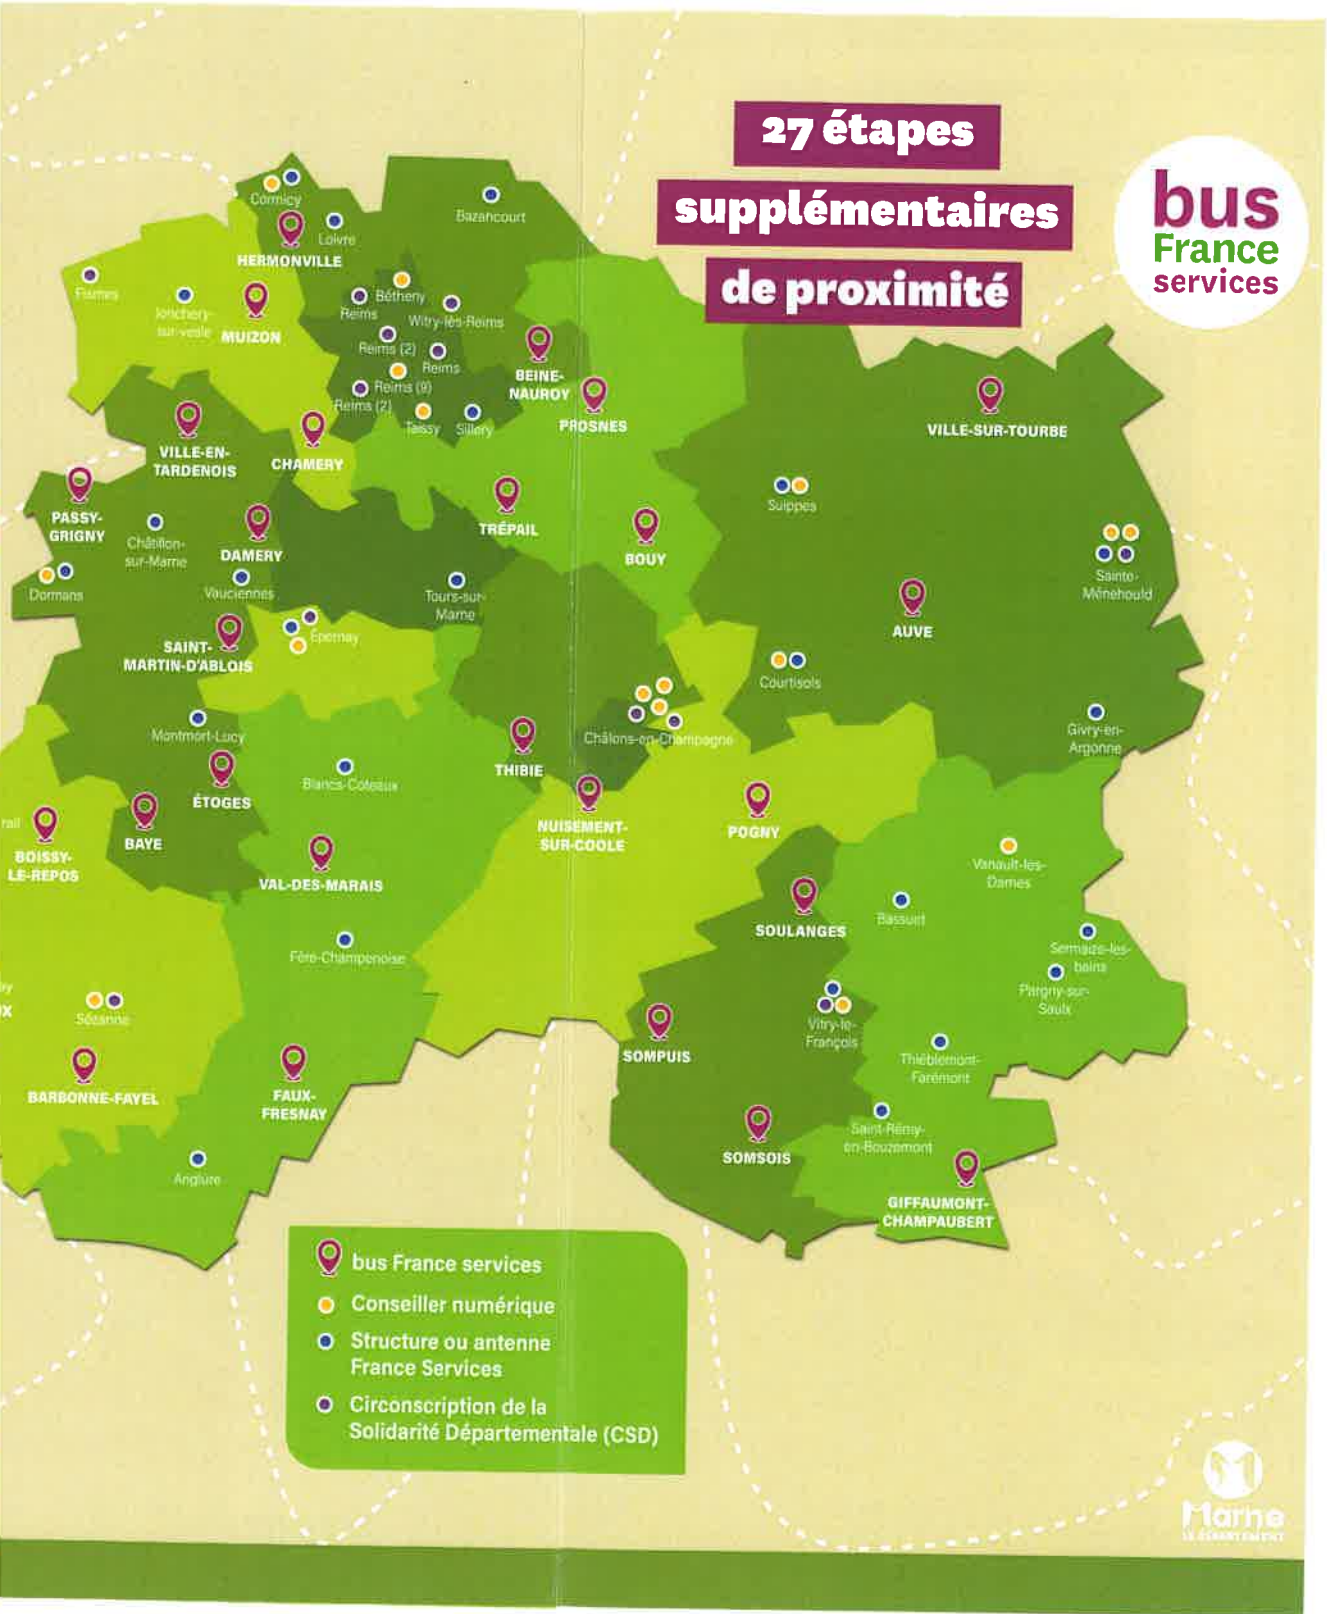 27 étapes
supplémentaires
de proximité
bus
France
services
Cormicy
Loivre
HERMONVILLE
Bazancourt
Fismes
Jonchery-
sur-vesle
MUIZON
Bétheny
Reims
Witry-lès-Reims
Reims (2)
Reims
Reims (9)
Reims (2)
Taissy
Sillery
BEINE-
NAUROY
PROSNES
VILLE-SUR-TOURBE
VILLE-EN-
TARDENOIS
CHAMERY
PASSY-
GRIGNY
Châtillon-
sur-Marne
DAMERY
TRÉPAIL
BOUY
Suippes
Sainte-
Ménehould
Dormans
Vauciennes
Tours-sur-
Marne
AUVE
SAINT-
MARTIN-D'ABLOIS
Épernay
Courtisols
Montmort-Lucy
Châlons-en-Champagne
Givry-en-
Argonne
THIBIE
ÉTOGES
Blancs-Coteaux
rail
BOISSY-
LE-REPOS
BAYE
NUISEMENT-
SUR-COOLE
POGNY
VAL-DES-MARAIS
Vanault-les-
Dames
SOULANGES
Bassuet
Fère-Champenoise
Sermaize-les-
bains
Pargny-sur-
Saulx
ay
X
Sézanne
Vitry-le-
François
SOMPUIS
Thiéblemont-
Farémont
BARBONNE-FAYEL
FAUX-
FRESNAY
Saint-Rémy-
en-Bouzemont
SOMSOIS
Anglure
GIFFAUMONT-
CHAMPAUBERT
bus France services
Conseiller numérique
Structure ou antenne
France Services
Circonscription de la
Solidarité Départementale (CSD)
Marne
LE DÉPARTEMENT